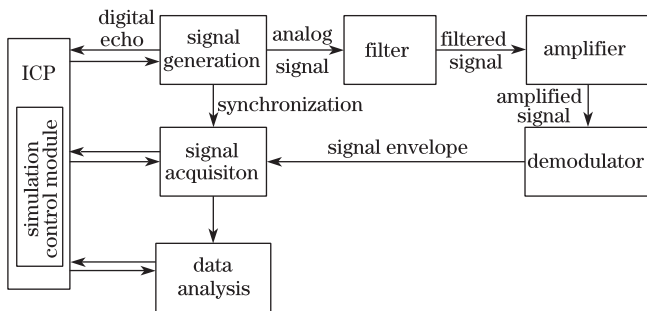 digital
echo
ICP
simulation
control module
signal
generation
analog
signal
filter
filtered
signal
amplifier
synchronization
amplified
signal
signal
acquisiton
signal envelope
demodulator
data
analysis